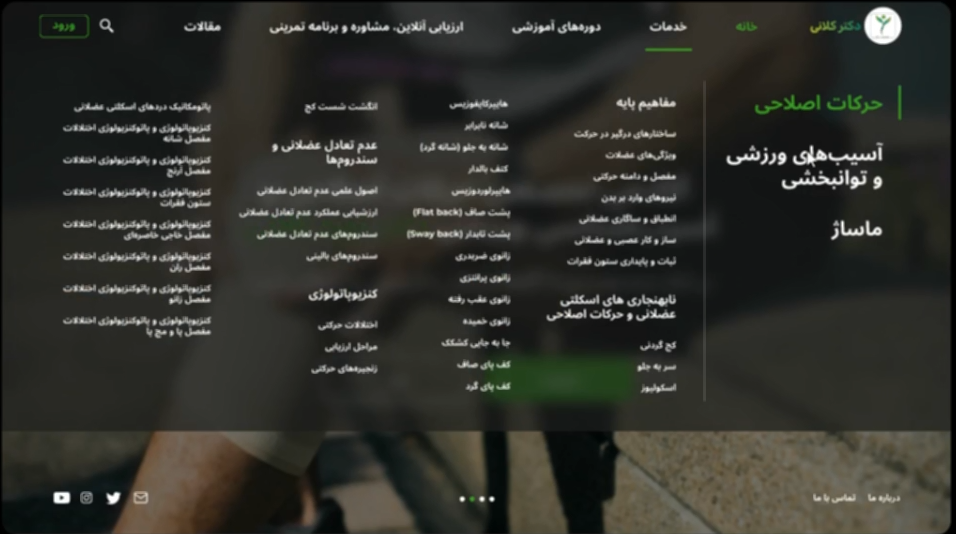 دکتر کلانی
خانه
خدمات
دوره‌های آموزشی
ارزیابی آنلاین، مشاوره و برنامه تمرینی
مقالات
ورود
حرکات اصلاحی
آسیب‌های ورزشی
و توانبخشی
ماساژ
مفاهیم پایه
ساختارهای درگیر در حرکت
ویژگی‌های عضلات
مفصل و دامنه حرکتی
نیروهای وارد بر بدن
انطباق و سازگاری عضلانی
ساز و کار عصبی و عضلانی
ثبات و پایداری ستون فقرات
نابهنجاری های اسکلتی
عضلانی و حرکات اصلاحی
کج گردنی
سر به جلو
اسکولیوز
هایپرکایفوزیس
شانه نابرابر
شانه به جلو (شانه گرد)
کتف بالدار
هایپرلوردوزیس
پشت صاف (Flat back)
پشت تابدار (Sway back)
زانوی ضربدری
زانوی پرانتزی
زانوی عقب رفته
زانوی خمیده
جا به جایی کشکک
کف پای صاف
کف پای گرد
انگشت شست کج
عدم تعادل عضلانی و
سندروم‌ها
اصول علمی عدم تعادل عضلانی
ارزشیابی عملکرد عدم تعادل عضلانی
سندروم‌های عدم تعادل عضلانی
سندروم‌های بالینی
کنزیوپاتولوژی
اختلالات حرکتی
مراحل ارزیابی
زنجیره‌های حرکتی
پاتومکانیک دردهای اسکلتی عضلانی
کنزیوپاتولوژی و پاتوکنزیولوژی اختلالات
مفصل شانه
کنزیوپاتولوژی و پاتوکنزیولوژی اختلالات
مفصل آرنج
کنزیوپاتولوژی و پاتوکنزیولوژی اختلالات
ستون فقرات
کنزیوپاتولوژی و پاتوکنزیولوژی اختلالات
مفصل حاجی خاصره‌ای
کنزیوپاتولوژی و پاتوکنزیولوژی اختلالات
مفصل ران
کنزیوپاتولوژی و پاتوکنزیولوژی اختلالات
مفصل زانو
کنزیوپاتولوژی و پاتوکنزیولوژی اختلالات
مفصل پا و مچ پا
درباره ما
تماس با ما